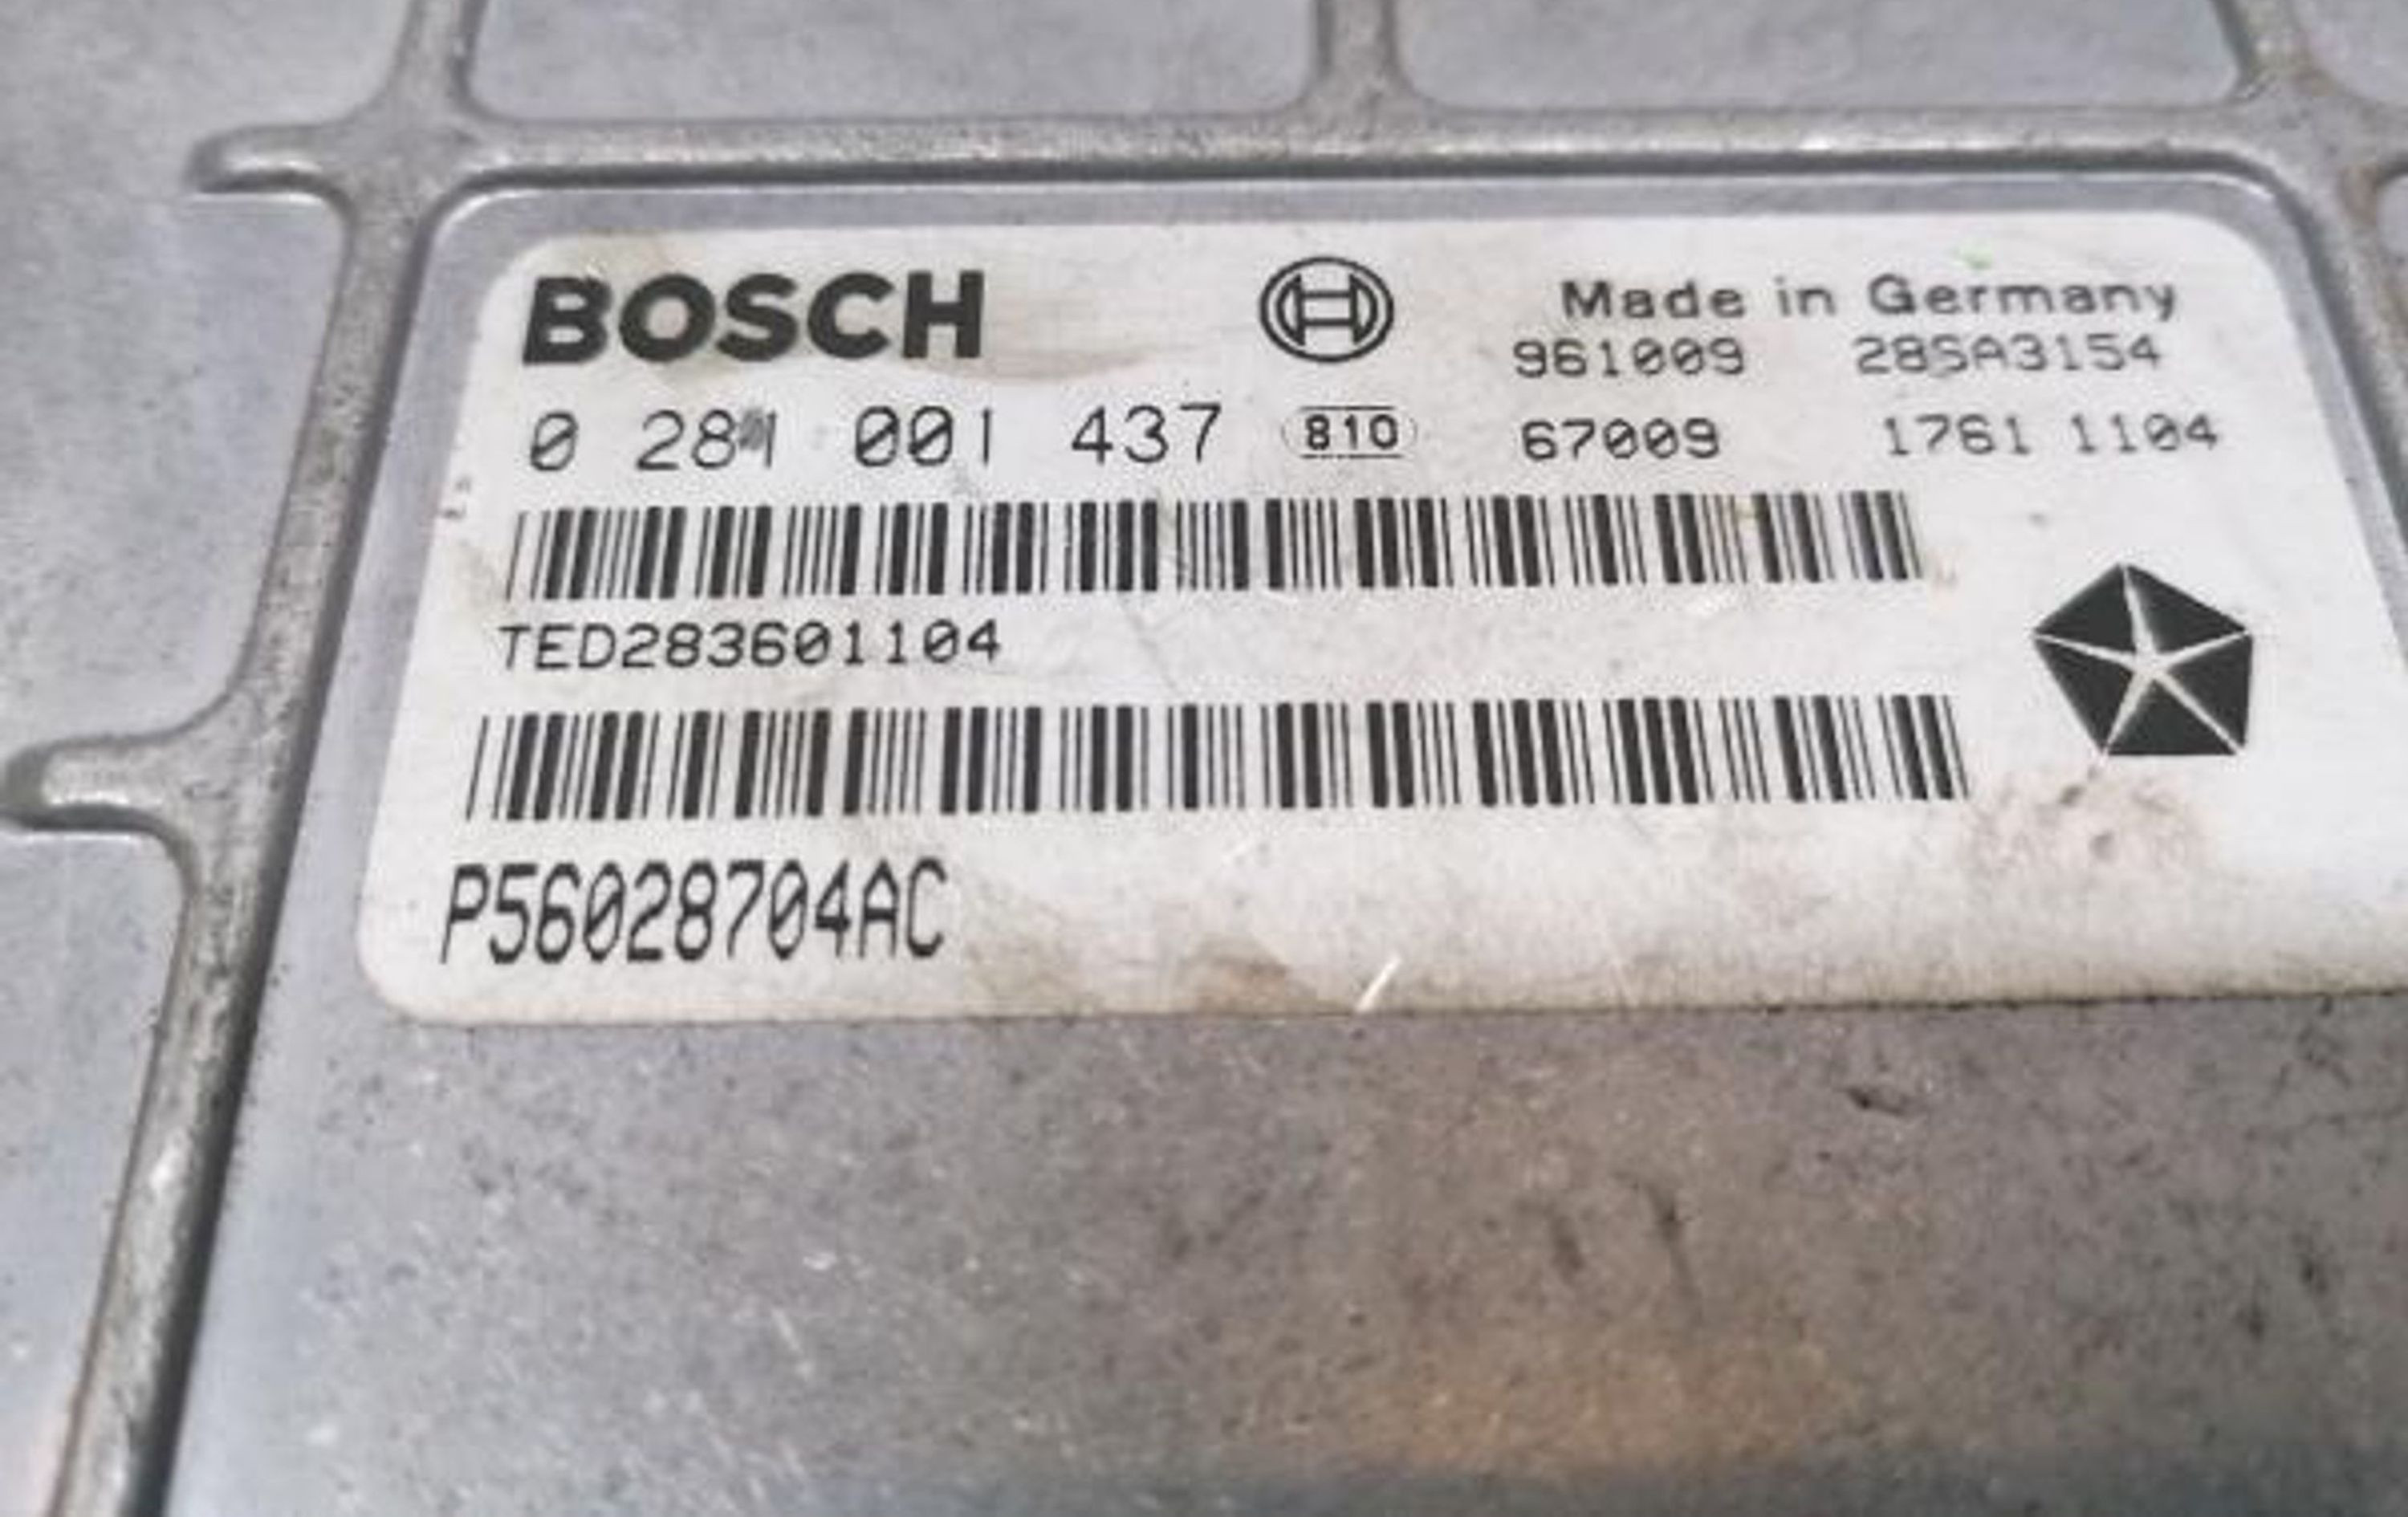 BOSCH Made in Germany
961009 28SA3154
0 281 001 437 810 67009 1761 1104
TED283601104
P56028704AC